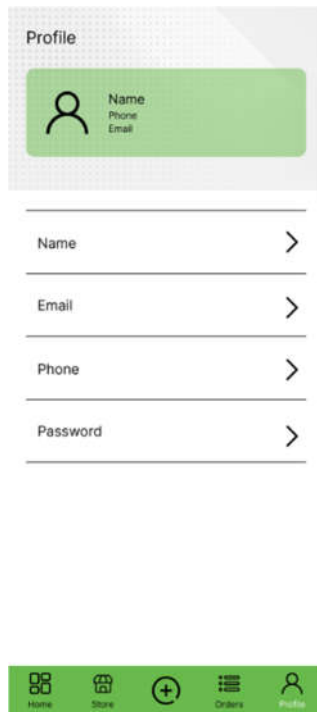 Profile
Name
Phone
Email
Name
Email
Phone
Password
Home Store Orders Profile